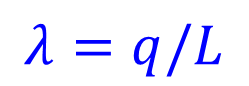 λ = q/L